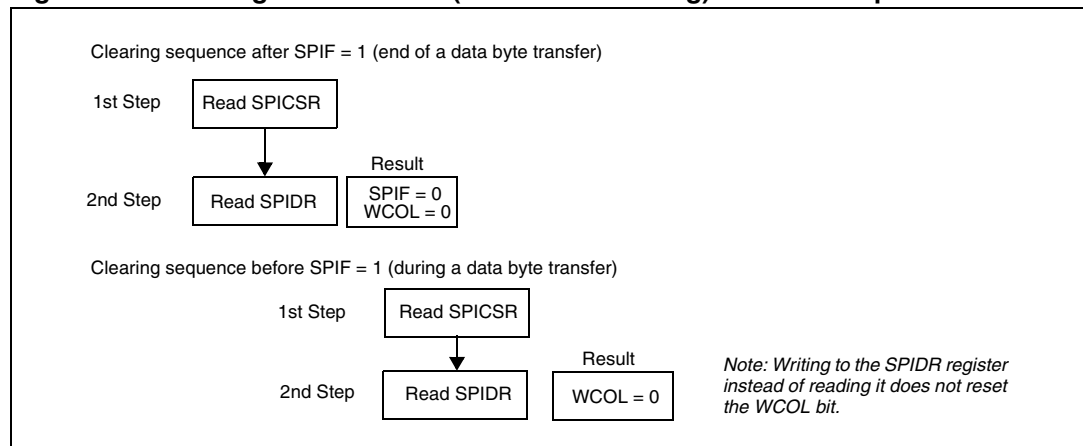 Clearing sequence after SPIF = 1 (end of a data byte transfer)
1st Step
Read SPICSR
Result
2nd Step
Read SPIDR
SPIF = 0
WCOL = 0
Clearing sequence before SPIF = 1 (during a data byte transfer)
1st Step
Read SPICSR
Result
2nd Step
Read SPIDR
WCOL = 0
Note: Writing to the SPIDR register
instead of reading it does not reset
the WCOL bit.